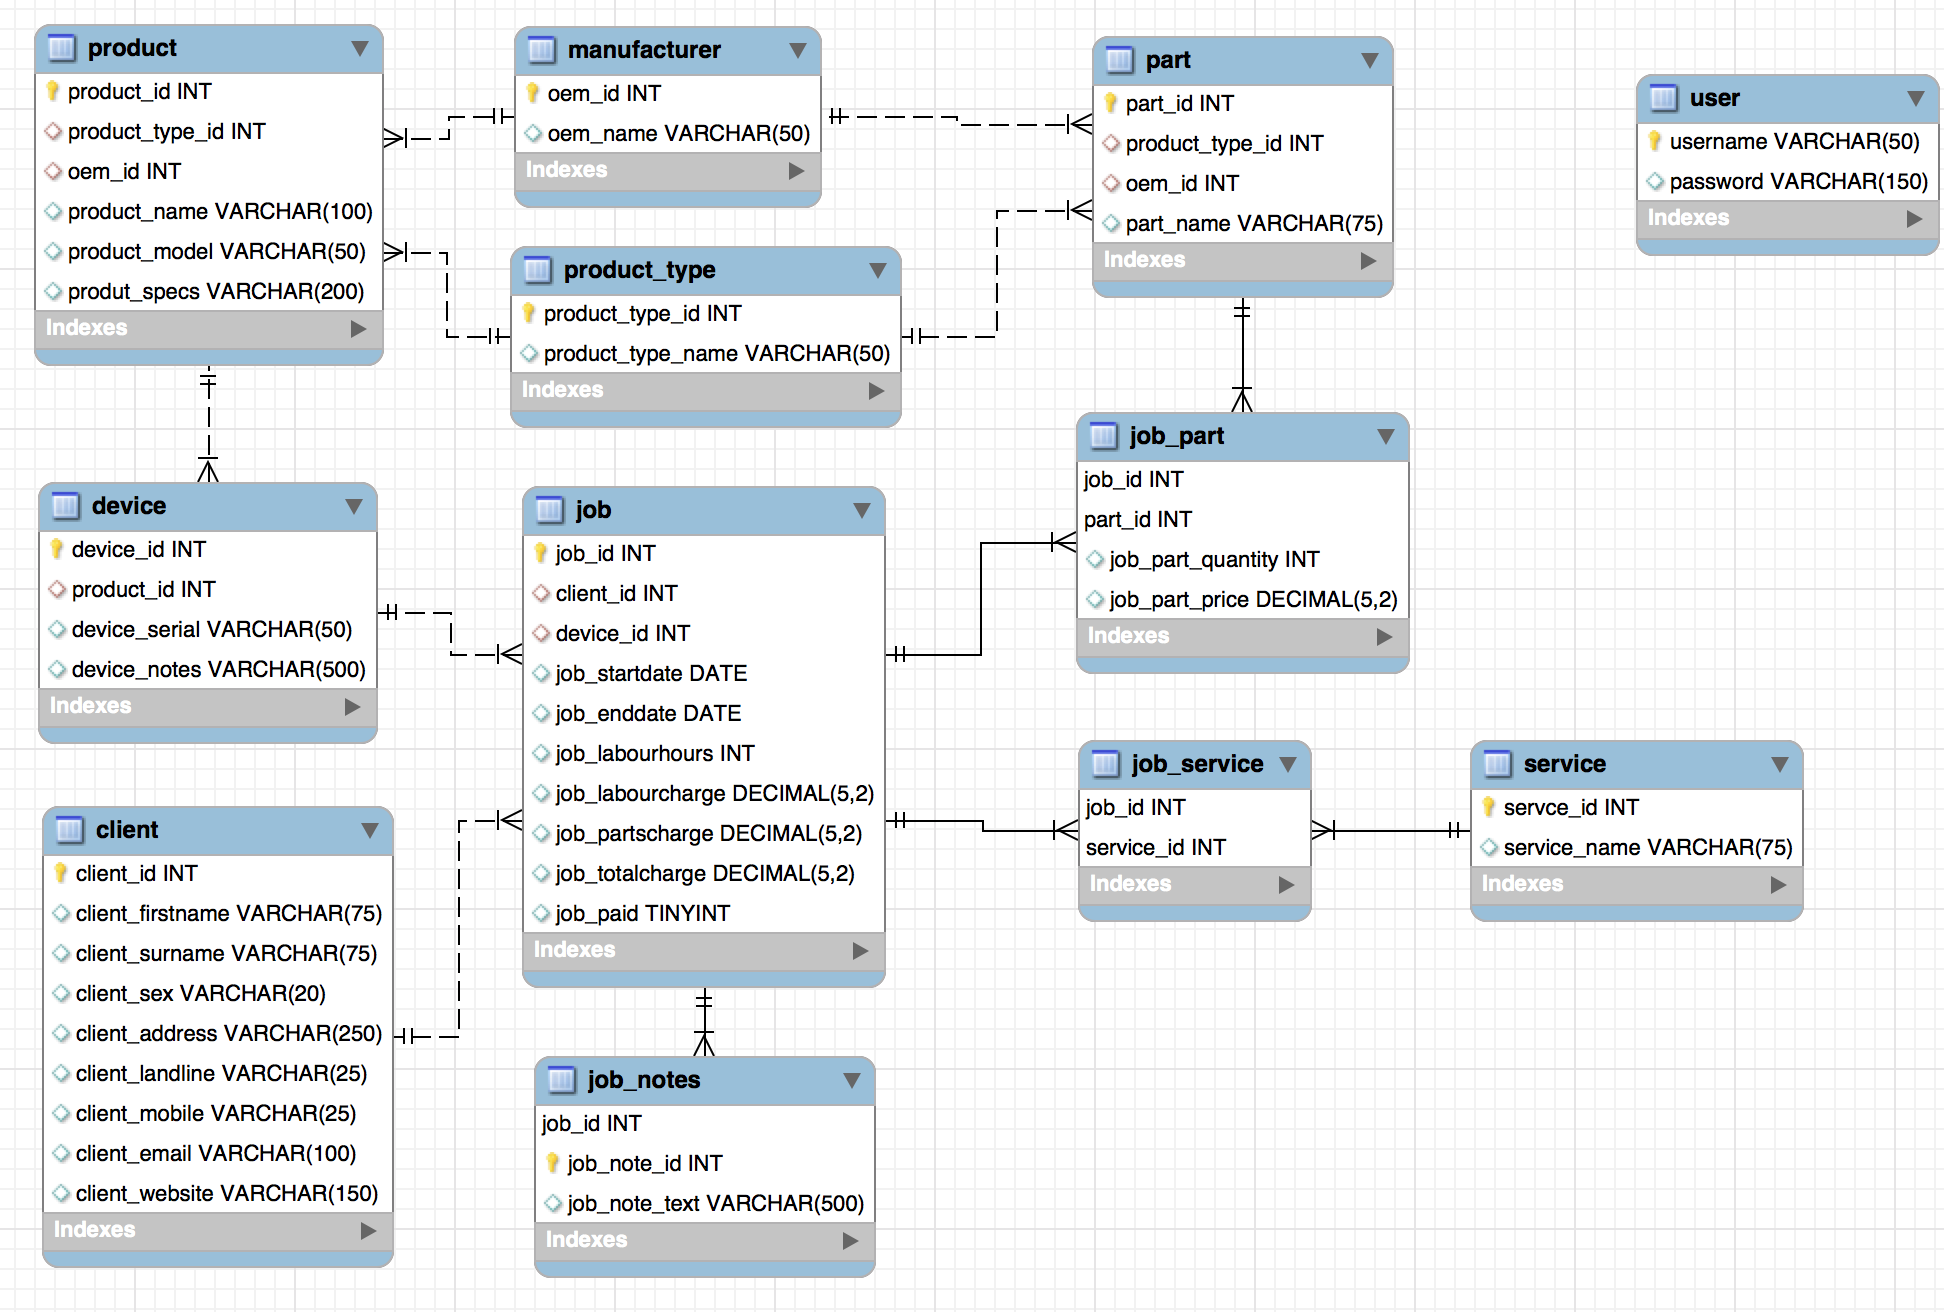 product
product_id INT
product_type_id INT
oem_id INT
product_name VARCHAR(100)
product_model VARCHAR(50)
produt_specs VARCHAR(200)
Indexes
manufacturer
oem_id INT
oem_name VARCHAR(50)
Indexes
part
part_id INT
product_type_id INT
oem_id INT
part_name VARCHAR(75)
Indexes
user
username VARCHAR(50)
password VARCHAR(150)
Indexes
product_type
product_type_id INT
product_type_name VARCHAR(50)
Indexes
device
device_id INT
product_id INT
device_serial VARCHAR(50)
device_notes VARCHAR(500)
Indexes
job
job_id INT
client_id INT
device_id INT
job_startdate DATE
job_enddate DATE
job_labourhours INT
job_labourcharge DECIMAL(5,2)
job_partscharge DECIMAL(5,2)
job_totalcharge DECIMAL(5,2)
job_paid TINYINT
Indexes
job_part
job_id INT
part_id INT
job_part_quantity INT
job_part_price DECIMAL(5,2)
Indexes
job_service
job_id INT
service_id INT
Indexes
service
servce_id INT
service_name VARCHAR(75)
Indexes
client
client_id INT
client_firstname VARCHAR(75)
client_surname VARCHAR(75)
client_sex VARCHAR(20)
client_address VARCHAR(250)
client_landline VARCHAR(25)
client_mobile VARCHAR(25)
client_email VARCHAR(100)
client_website VARCHAR(150)
Indexes
job_notes
job_id INT
job_note_id INT
job_note_text VARCHAR(500)
Indexes